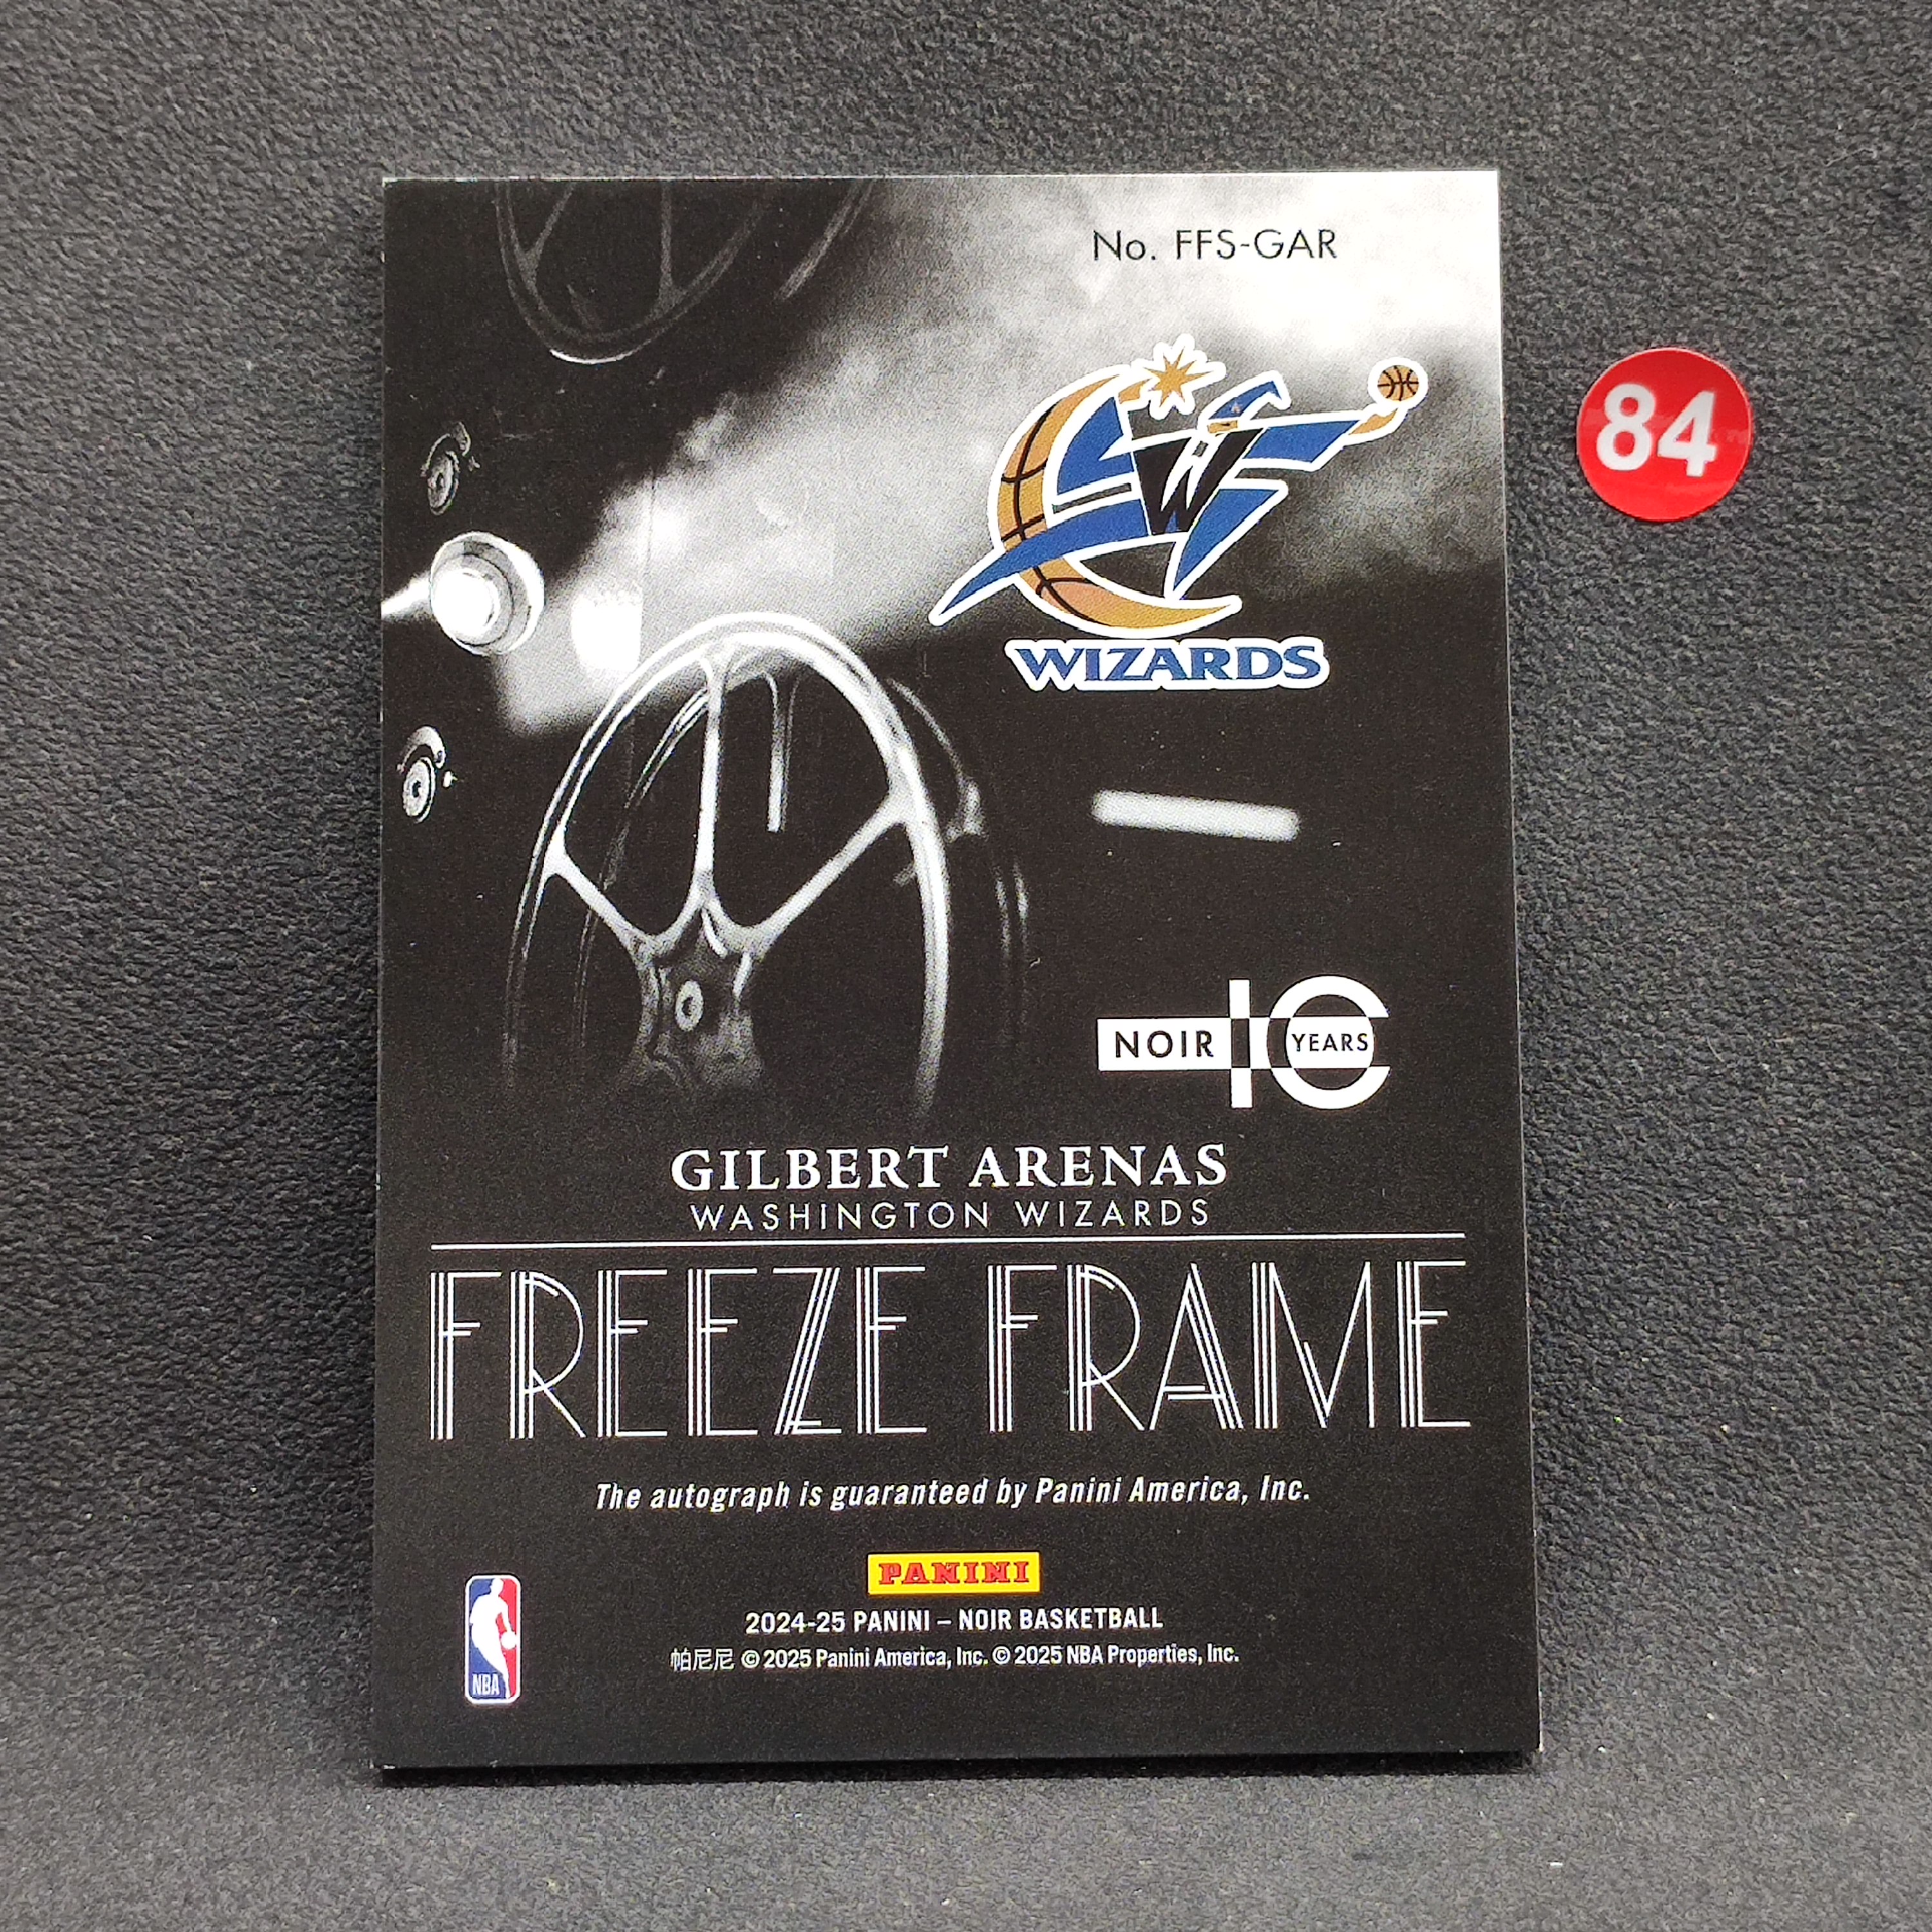 No. FFS-GAR
84
W
WIZARDS
NOIR 10 YEARS
GILBERT ARENAS
WASHINGTON WIZARDS
FREEZE FRAME
The autograph is guaranteed by Panini America, Inc.
PANINI
2024-25 PANINI – NOIR BASKETBALL
帕尼尼 © 2025 Panini America, Inc. © 2025 NBA Properties, Inc.
NBA